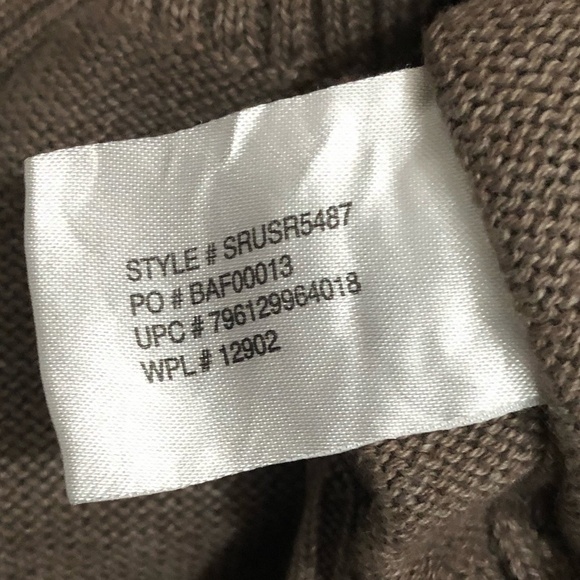 STYLE # SRUSR5487
PO # BAF00013
UPC # 796129964018
WPL # 12902